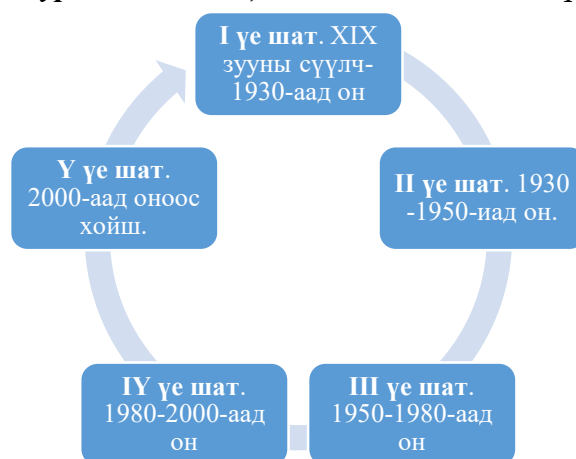 I үе шат. XIX
зууны сүүлч-
1930-аад он
II үе шат. 1930
-1950-иад он.
III үе шат.
1950-1980-аад
он
IY үе шат.
1980-2000-аад
он
Y үе шат.
2000-аад оноос
хойш.